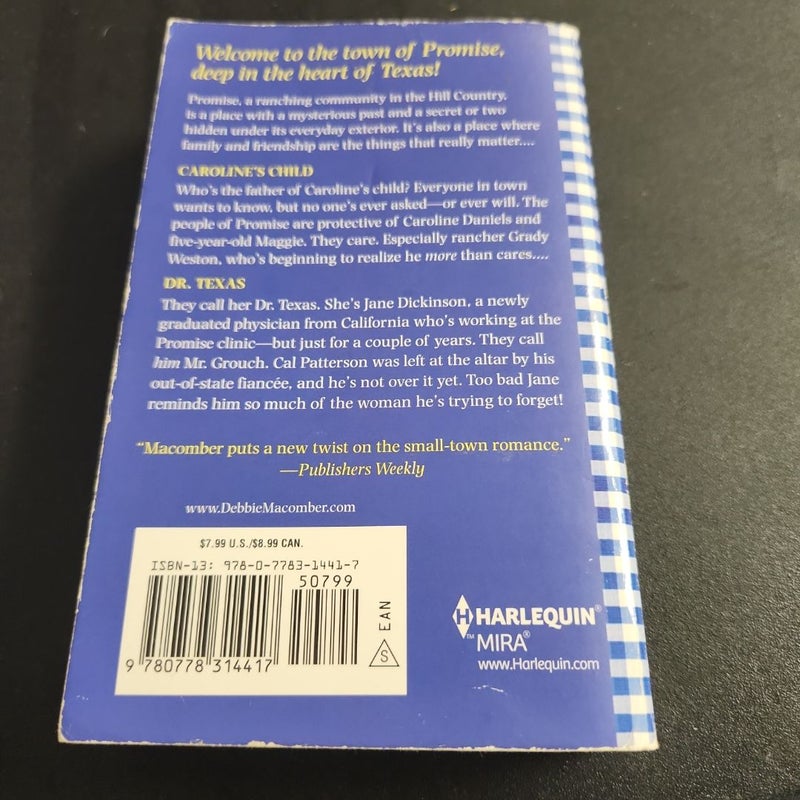 Welcome to the town of Promise,
deep in the heart of Texas!
Promise, a ranching community in the Hill Country,
is a place with a mysterious past and a secret or two
hidden under its everyday exterior. It's also a place where
family and friendship are the things that really matter....
CAROLINE'S CHILD
Who's the father of Caroline's child? Everyone in town
wants to know, but no one's ever asked—or ever will. The
people of Promise are protective of Caroline Daniels and
five-year-old Maggie. They care. Especially rancher Grady
Weston, who's beginning to realize he more than cares....
DR. TEXAS
They call her Dr. Texas. She's Jane Dickinson, a newly
graduated physician from California who's working at the
Promise clinic—but just for a couple of years. They call
him Mr. Grouch. Cal Patterson was left at the altar by his
out-of-state fiancée, and he's not over it yet. Too bad Jane
reminds him so much of the woman he's trying to forget!
"Macomber puts a new twist on the small-town romance."
—Publishers Weekly
www.DebbieMacomber.com
$7.99 U.S./$8.99 CAN.
ISBN-13: 978-0-7783-1441-7
50799
9 780778 314417
EAN
S
H HARLEQUIN®
™ MIRA®
www.Harlequin.com